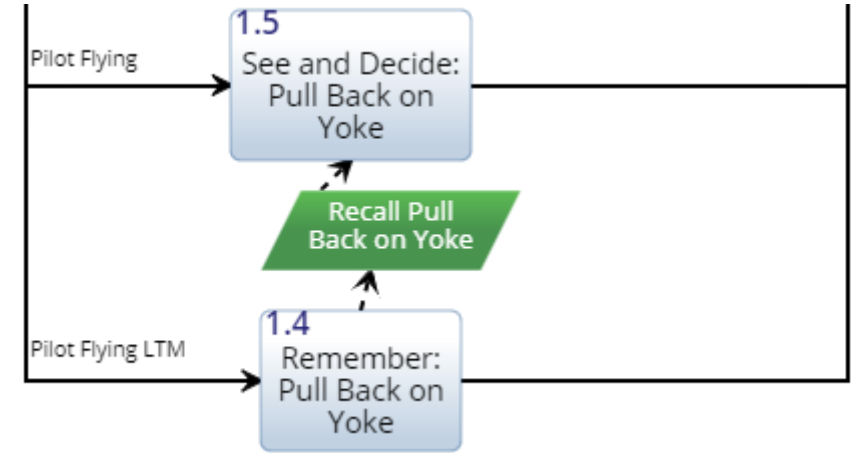 1.5
Pilot Flying
See and Decide:
Pull Back on
Yoke
Recall Pull
Back on Yoke
1.4
Pilot Flying LTM
Remember:
Pull Back on
Yoke